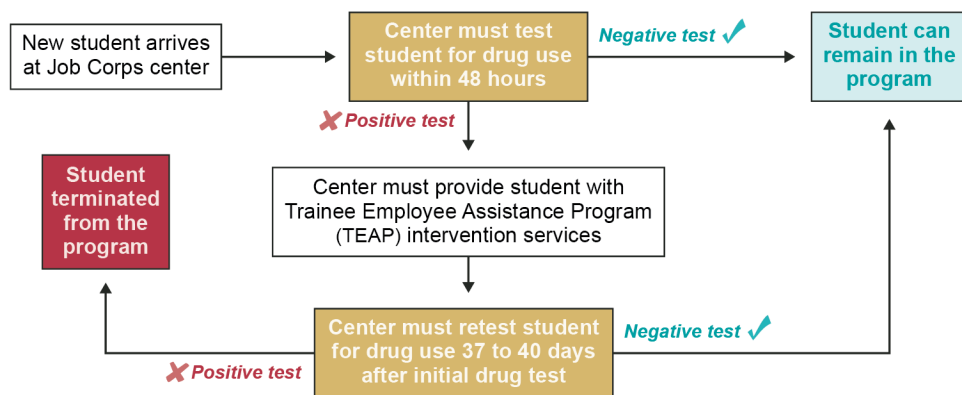 New student arrives
at Job Corps center
Center must test
student for drug use
within 48 hours
Negative test
Student can
remain in the
program
Positive test
Center must provide student with
Trainee Employee Assistance Program
(TEAP) intervention services
Student
terminated
from the
program
Center must retest student
for drug use 37 to 40 days
after initial drug test
Negative test
Positive test